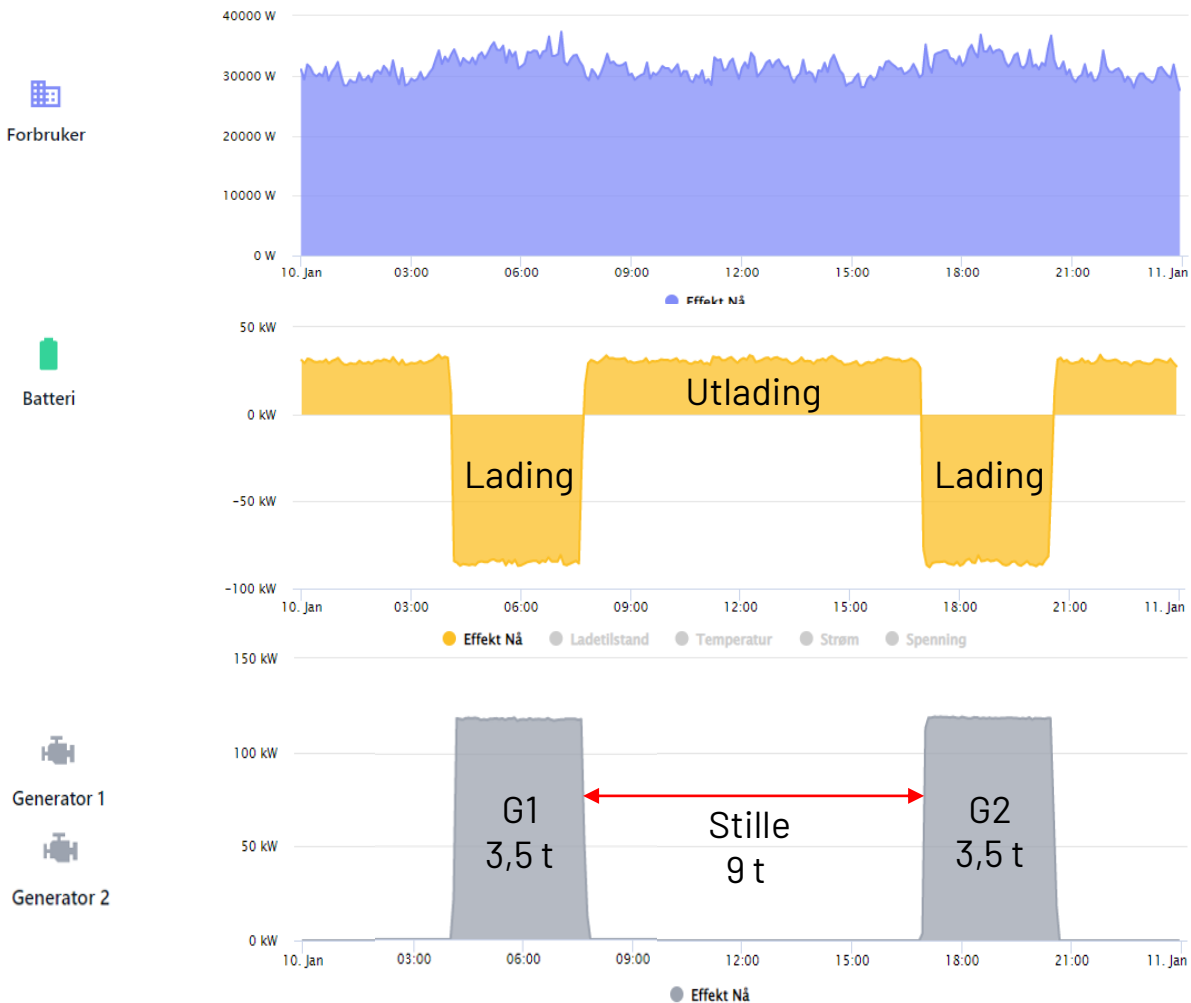 40000 W
30000 W
20000 W
10000 W
0 W
Forbruker
10. Jan 03:00 06:00 09:00 12:00 15:00 18:00 21:00 11. Jan
Effekt Nå
50 kW
0 kW
-50 kW
-100 kW
Batteri
Utlading
Lading
Lading
10. Jan 03:00 06:00 09:00 12:00 15:00 18:00 21:00 11. Jan
Effekt Nå Ladetilstand Temperatur Strøm Spenning
150 kW
100 kW
50 kW
0 kW
Generator 1
Generator 2
G1
3,5 t
Stille
9 t
G2
3,5 t
10. Jan 03:00 06:00 09:00 12:00 15:00 18:00 21:00 11. Jan
Effekt Nå